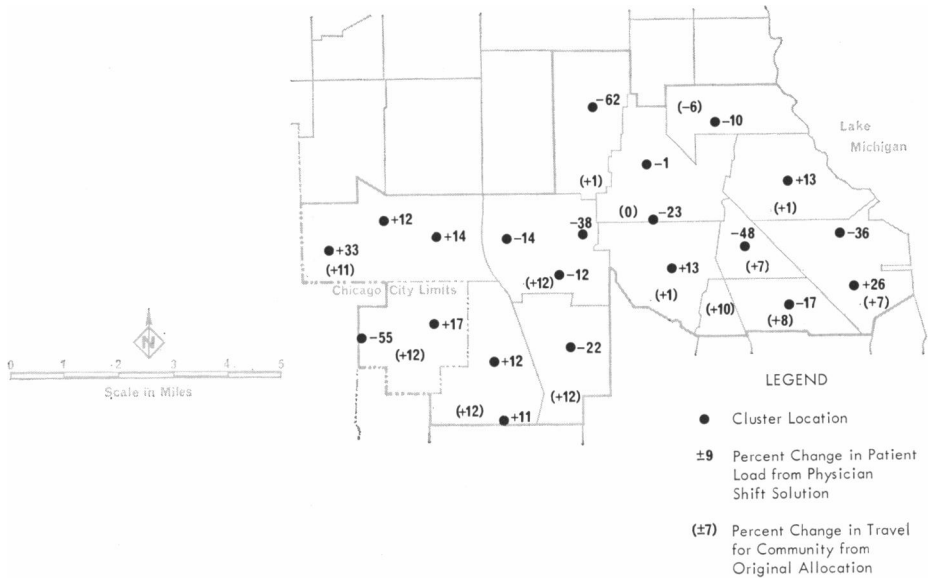 −62
(−6)
−10
Lake
Michigan
−1
+13
(+1)
(+1)
(0)
−23
+12
−38
−36
+14
−14
−48
+33
(+11)
(+7)
−12
+13
(+12)
+26
Chicago City Limits
(+1)
(+7)
(+10)
−17
(+8)
+17
−55
(+12)
−22
+12
N
0 1 2 3 4 5
Scale in Miles
(+12)
(+12)
+11
LEGEND
Cluster Location
±9 Percent Change in Patient
Load from Physician
Shift Solution
(±7) Percent Change in Travel
for Community from
Original Allocation